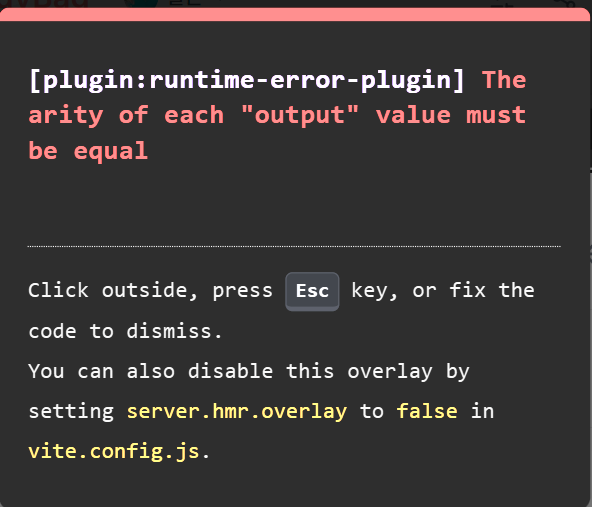 [plugin:runtime-error-plugin] The
arity of each "output" value must
be equal
Click outside, press Esc key, or fix the
code to dismiss.
You can also disable this overlay by
setting server.hmr.overlay to false in
vite.config.js.